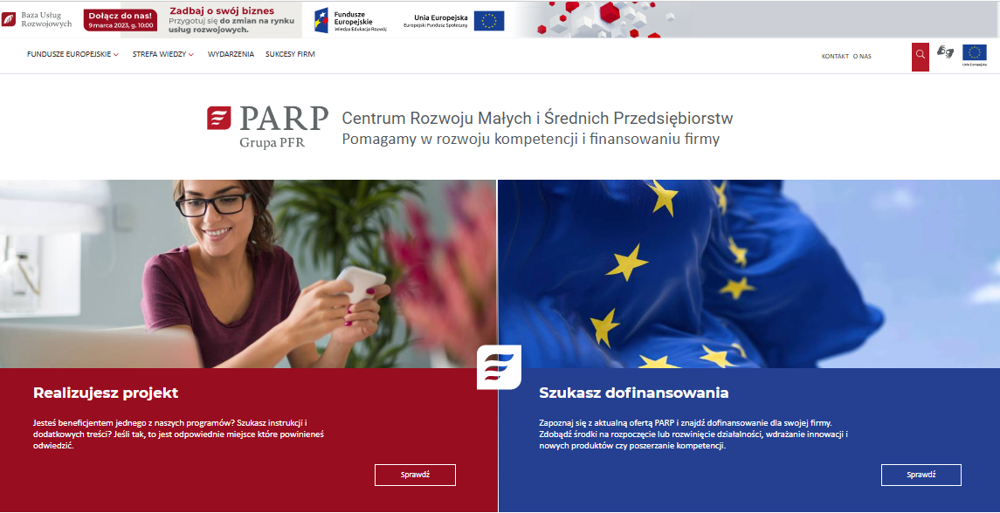 Baza Usług
Rozwojowych
Dołącz do nas!
9 marca 2023, g. 10:00
Zadbaj o swój biznes
Przygotuj się do zmian na rynku
usług rozwojowych.
Fundusze
Europejskie
Wiedza Edukacja Rozwój
Unia Europejska
Europejski Fundusz Społeczny
FUNDUSZE EUROPEJSKIE
STREFA WIEDZY
WYDARZENIA
SUKCESY FIRM
KONTAKT
O NAS
Unia Europejska
PARP
Grupa PFR
Centrum Rozwoju Małych i Średnich Przedsiębiorstw
Pomagamy w rozwoju kompetencji i finansowaniu firmy
Realizujesz projekt
Jesteś beneficjentem jednego z naszych programów? Szukasz instrukcji i
dodatkowych treści? Jeśli tak, to jest odpowiednie miejsce które powinieneś
odwiedzić.
Sprawdź
Szukasz dofinansowania
Zapoznaj się z aktualną ofertą PARP i znajdź dofinansowanie dla swojej firmy.
Zdobądź środki na rozpoczęcie lub rozwinięcie działalności, wdrażanie innowacji i
nowych produktów czy poszerzanie kompetencji.
Sprawdź